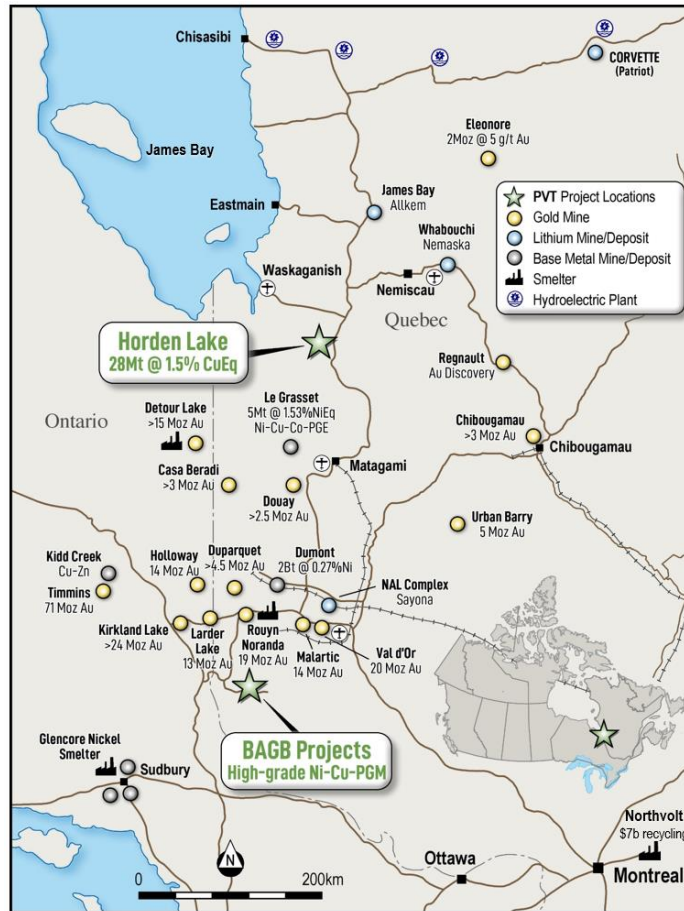 Chisasibi
CORVETTE
(Patriot)
Eleonore
2Moz @ 5 g/t Au
James Bay
James Bay
Allkem
PVT Project Locations
Gold Mine
Lithium Mine/Deposit
Base Metal Mine/Deposit
Smelter
Hydroelectric Plant
Eastmain
Whabouchi
Nemaska
Waskaganish
Nemiscau
Quebec
Horden Lake
28Mt @ 1.5% CuEq
Regnault
Au Discovery
Ontario
Detour Lake
>15 Moz Au
Le Grasset
5Mt @ 1.53%NiEq
Ni-Cu-Co-PGE
Chibougamau
>3 Moz Au
Chibougamau
Casa Beradi
>3 Moz Au
Matagami
Douay
>2.5 Moz Au
Urban Barry
5 Moz Au
Kidd Creek
Cu-Zn
Timmins
71 Moz Au
Holloway
14 Moz Au
Duparquet
>4.5 Moz Au
Dumont
2Bt @ 0.27%Ni
NAL Complex
Sayona
Kirkland Lake
>24 Moz Au
Larder
Lake
13 Moz Au
Rouyn
Noranda
19 Moz Au
Malartic
14 Moz Au
Val d'Or
20 Moz Au
BAGB Projects
High-grade Ni-Cu-PGM
Glencore Nickel
Smelter
Sudbury
Northvolt
$7b recycling
N
0
200km
Ottawa
Montreal